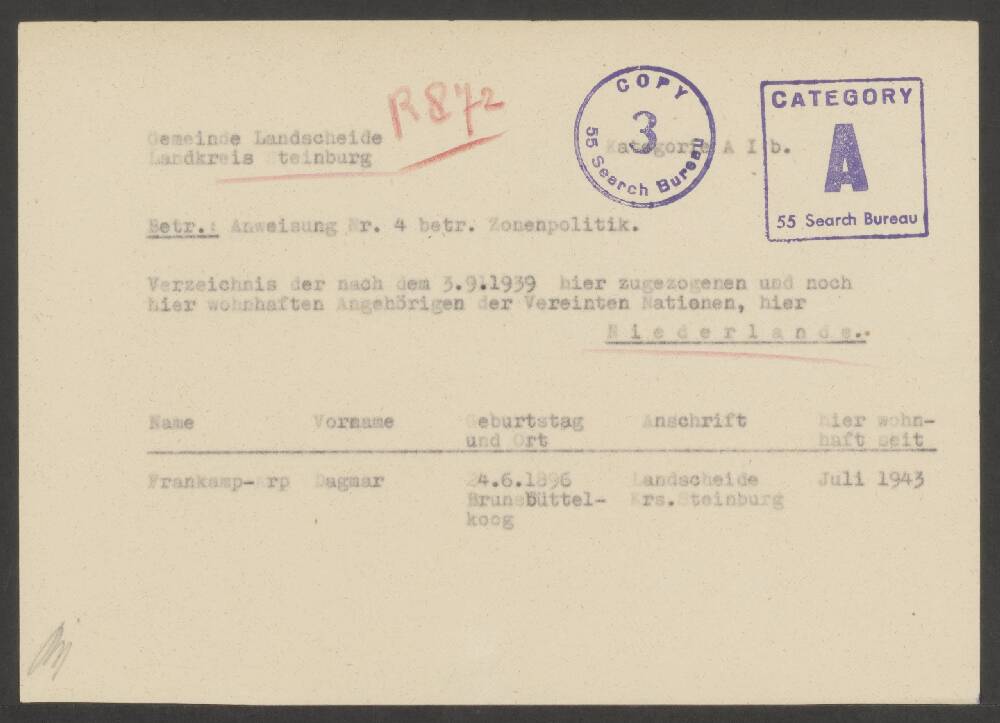 R 872
COPY
3
55 Search Bureau
CATEGORY
A
55 Search Bureau
Gemeinde Landscheide
Landkreis Steinburg
Kategorie A I b.
Betr.: Anweisung Nr. 4 betr. Zonenpolitik.
Verzeichnis der nach dem 3.9.1939 hier zugezogenen und noch
hier wohnhaften Angehörigen der Vereinten Nationen, hier
Niederlande.
Name Vorname Geburtstag Anschrift hier wohn-
und Ort haft seit
Frankamp-Arp Dagmar 24.6.1896 Landscheide Juli 1943
Brunsbüttel- Krs.Steinburg
koog